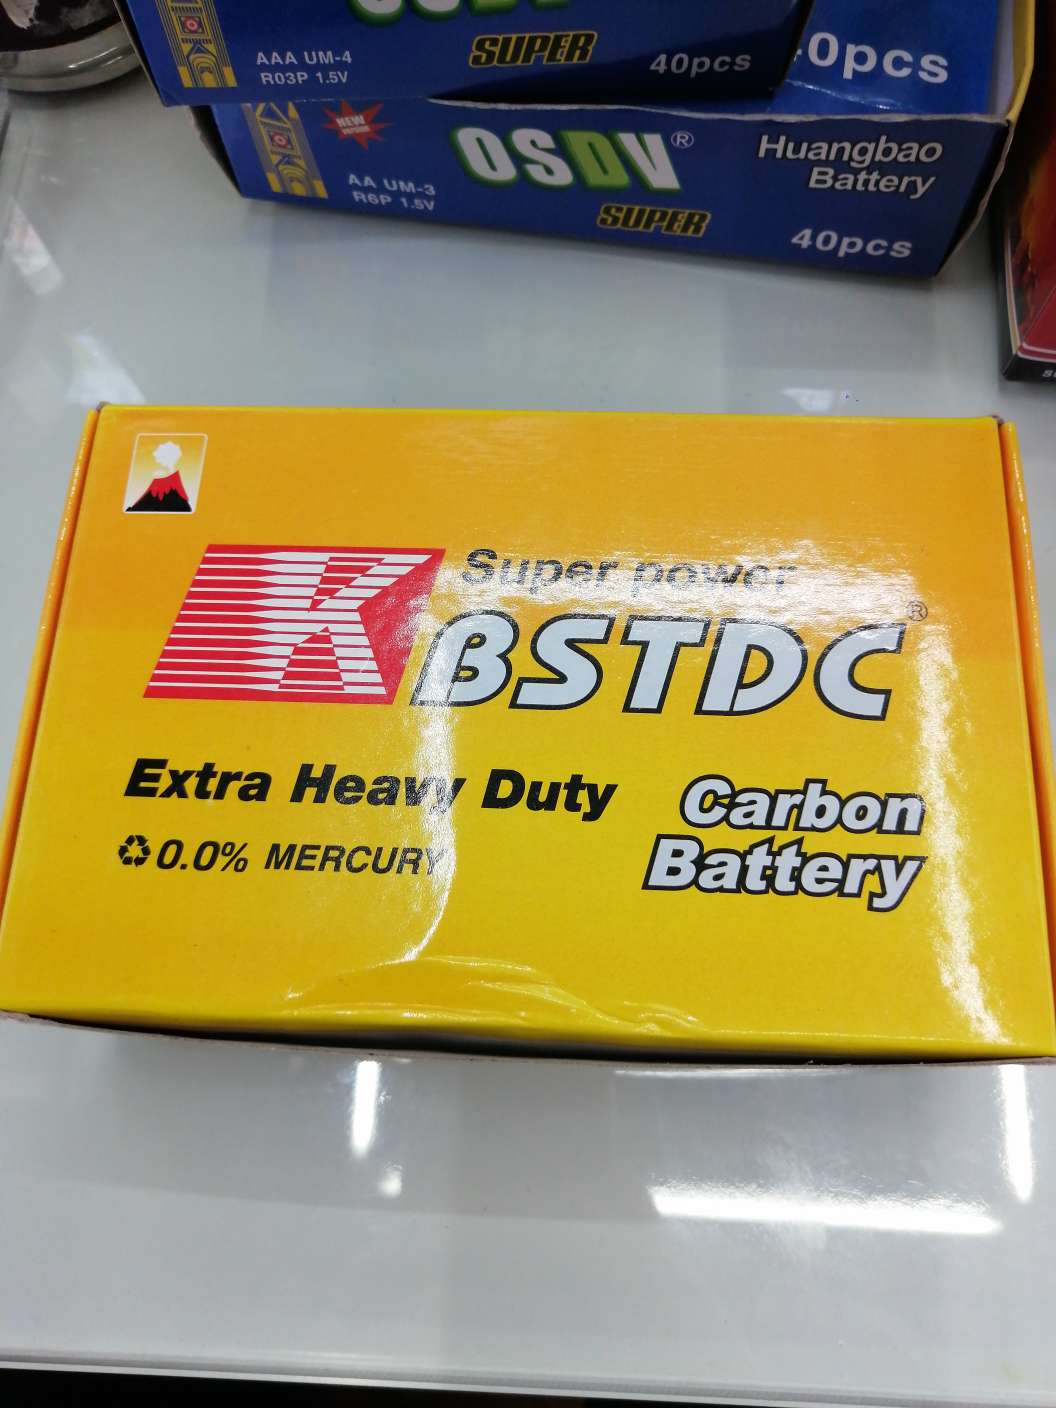 AAA UM-4
R03P 1.5V
SUPER
40pcs
0pcs
NEW
AA UM-3
R6P 1.5V
OSDV®
SUPER
Huangbao
Battery
40pcs
K
Super power
BSTDC®
Extra Heavy Duty
0.0% MERCURY
Carbon
Battery